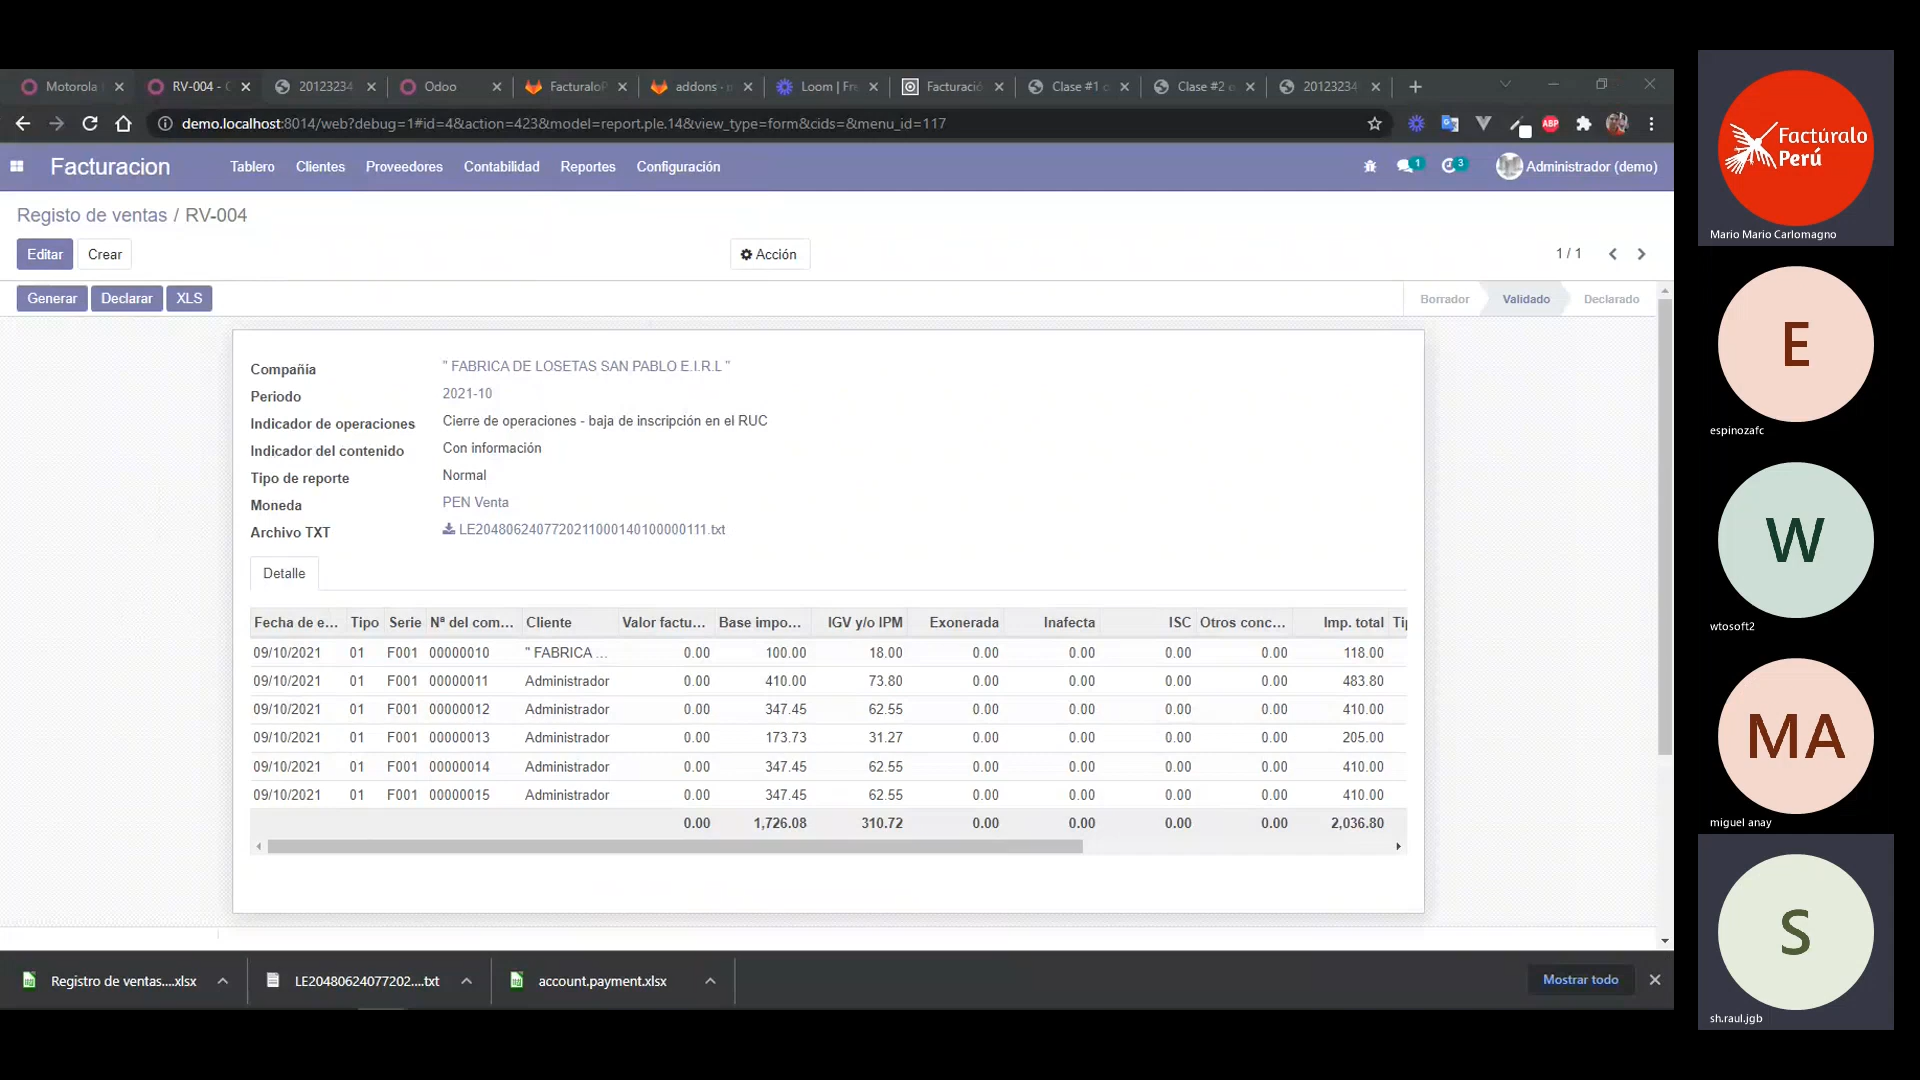 Motorola
RV-004 - C
20123234
Odoo
FacturaloP
addons · m
Loom | Fre
Facturació
Clase #1 c
Clase #2 c
20123234
demo.localhost:8014/web?debug=1#id=4&action=423&model=report.ple.14&view_type=form&cids=&menu_id=117
ABP
Facturacion
Tablero
Clientes
Proveedores
Contabilidad
Reportes
Configuración
1
3
Administrador (demo)
Registo de ventas / RV-004
Editar
Crear
Acción
1 / 1
Generar
Declarar
XLS
Borrador
Validado
Declarado
Compañia " FABRICA DE LOSETAS SAN PABLO E.I.R.L "
Periodo 2021-10
Indicador de operaciones Cierre de operaciones - baja de inscripción en el RUC
Indicador del contenido Con información
Tipo de reporte Normal
Moneda PEN Venta
Archivo TXT LE20480624077202110001401000001​11.txt
Detalle
Fecha de e... Tipo Serie Nª del com... Cliente Valor factu... Base impo... IGV y/o IPM Exonerada Inafecta ISC Otros conc... Imp. total Tip
09/10/2021 01 F001 00000010 " FABRICA ... 0.00 100.00 18.00 0.00 0.00 0.00 0.00 118.00
09/10/2021 01 F001 00000011 Administrador 0.00 410.00 73.80 0.00 0.00 0.00 0.00 483.80
09/10/2021 01 F001 00000012 Administrador 0.00 347.45 62.55 0.00 0.00 0.00 0.00 410.00
09/10/2021 01 F001 00000013 Administrador 0.00 173.73 31.27 0.00 0.00 0.00 0.00 205.00
09/10/2021 01 F001 00000014 Administrador 0.00 347.45 62.55 0.00 0.00 0.00 0.00 410.00
09/10/2021 01 F001 00000015 Administrador 0.00 347.45 62.55 0.00 0.00 0.00 0.00 410.00
0.00 1,726.08 310.72 0.00 0.00 0.00 0.00 2,036.80
Registro de ventas....xlsx
LE20480624077202....txt
account.payment.xlsx
Mostrar todo
Factúralo
Perú
Mario Mario Carlomagno
E
espinozafc
W
wtosoft2
MA
miguel anay
S
sh.raul.jgb